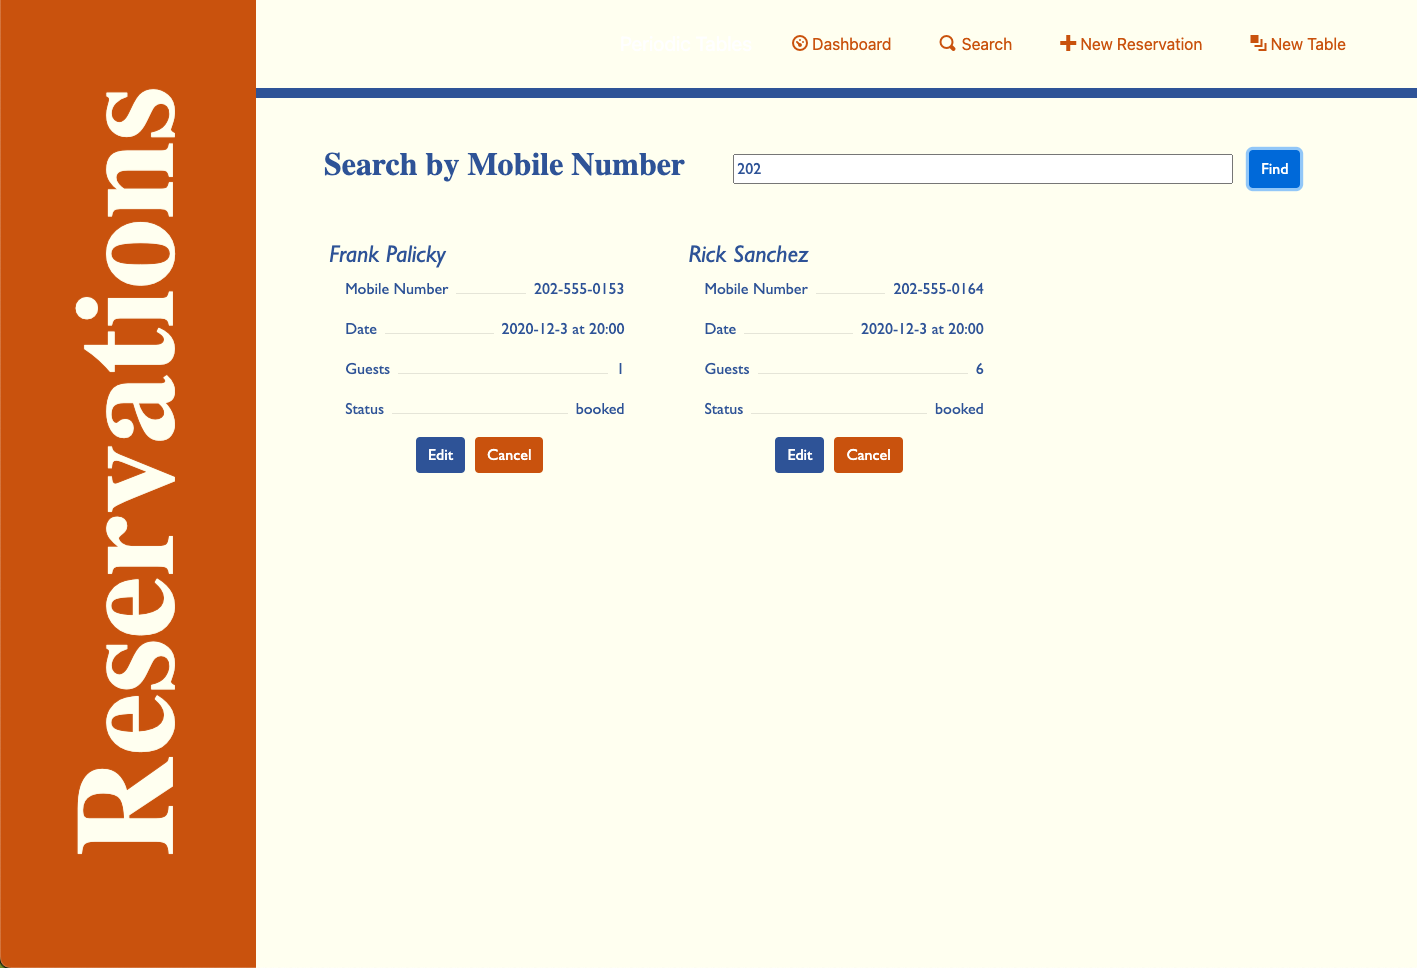 Reservations
Dashboard Search New Reservation New Table
Search by Mobile Number 202 Find
Frank Palicky
Mobile Number 202-555-0153
Date 2020-12-3 at 20:00
Guests 1
Status booked
Edit Cancel
Rick Sanchez
Mobile Number 202-555-0164
Date 2020-12-3 at 20:00
Guests 6
Status booked
Edit Cancel